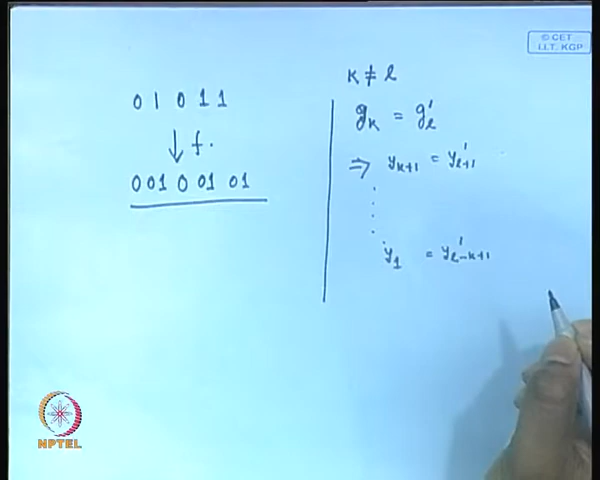 © CET
I.I.T. KGP
0 1 0 1 1
↓ f.
0 0 1 0 0 1 0 1
k ≠ l
g_k = g'_l
⇒ y_{k+1} = y'_{l+1}
y_1 = y'_{l-k+1}
NPTEL